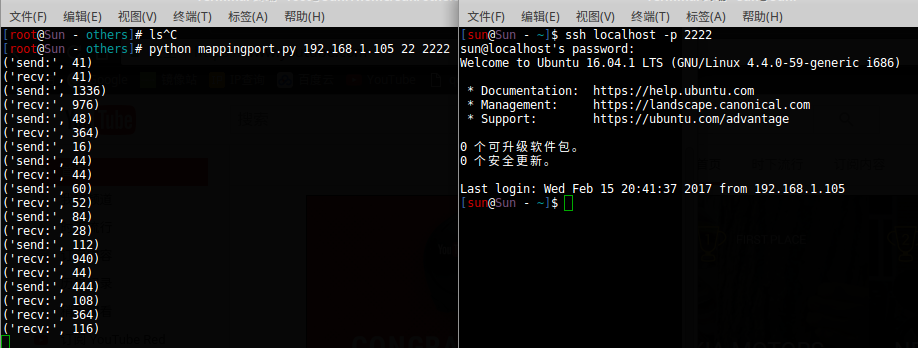 文件(F) 编辑(E) 视图(V) 终端(T) 标签(A) 帮助(H)
[root@Sun - others]# ls^C
[root@Sun - others]# python mappingport.py 192.168.1.105 22 2222
('send:', 41)
('recv:', 41)
('send:', 1336)
('recv:', 976)
('send:', 48)
('recv:', 364)
('send:', 16)
('send:', 44)
('recv:', 44)
('send:', 60)
('recv:', 52)
('send:', 84)
('recv:', 28)
('send:', 112)
('recv:', 940)
('recv:', 44)
('send:', 444)
('recv:', 108)
('recv:', 364)
('recv:', 116)
文件(F) 编辑(E) 视图(V) 终端(T) 标签(A) 帮助(H)
[sun@Sun - ~]$ ssh localhost -p 2222
sun@localhost's password:
Welcome to Ubuntu 16.04.1 LTS (GNU/Linux 4.4.0-59-generic i686)
* Documentation: https://help.ubuntu.com
* Management: https://landscape.canonical.com
* Support: https://ubuntu.com/advantage
0 个可升级软件包。
0 个安全更新。
Last login: Wed Feb 15 20:41:37 2017 from 192.168.1.105
[sun@Sun - ~]$